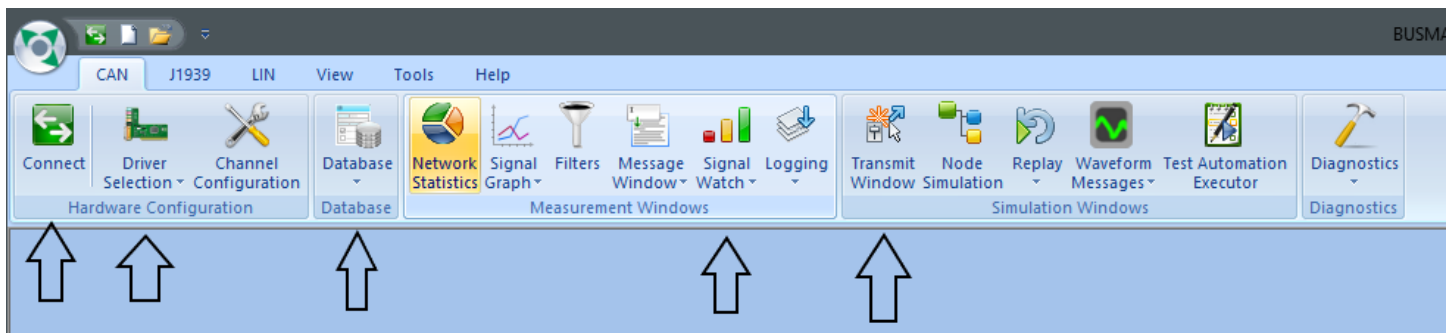 BUSMA
CAN J1939 LIN View Tools Help
Connect Driver Selection Channel Configuration Database Network Statistics Signal Graph Filters Message Window Signal Watch Logging Transmit Window Node Simulation Replay Waveform Messages Test Automation Executor Diagnostics
Hardware Configuration Database Measurement Windows Simulation Windows Diagnostics